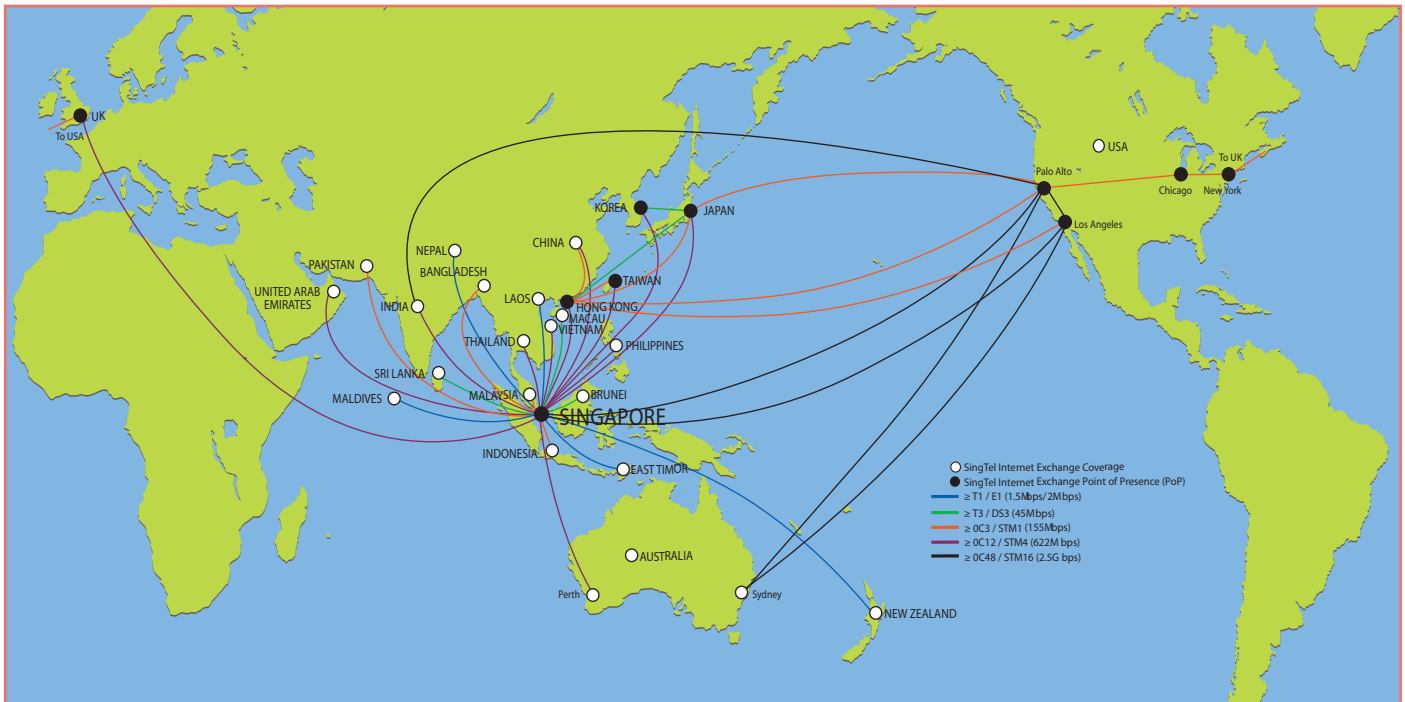 UK
To USA
USA
To UK
Palo Alto
Chicago
New York
Los Angeles
KOREA
JAPAN
CHINA
NEPAL
PAKISTAN
BANGLADESH
TAIWAN
UNITED ARAB
EMIRATES
INDIA
LAOS
HONG KONG
MACAU
VIETNAM
THAILAND
PHILIPPINES
SRI LANKA
MALDIVES
MALAYSIA
BRUNEI
SINGAPORE
INDONESIA
EAST TIMOR
AUSTRALIA
Perth
Sydney
NEW ZEALAND
SingTel Internet Exchange Coverage
SingTel Internet Exchange Point of Presence (PoP)
≥ T1 / E1 (1.5Mbps/2Mbps)
≥ T3 / DS3 (45Mbps)
≥ 0C3 / STM1 (155Mbps)
≥ 0C12 / STM4 (622M bps)
≥ 0C48 / STM16 (2.5G bps)